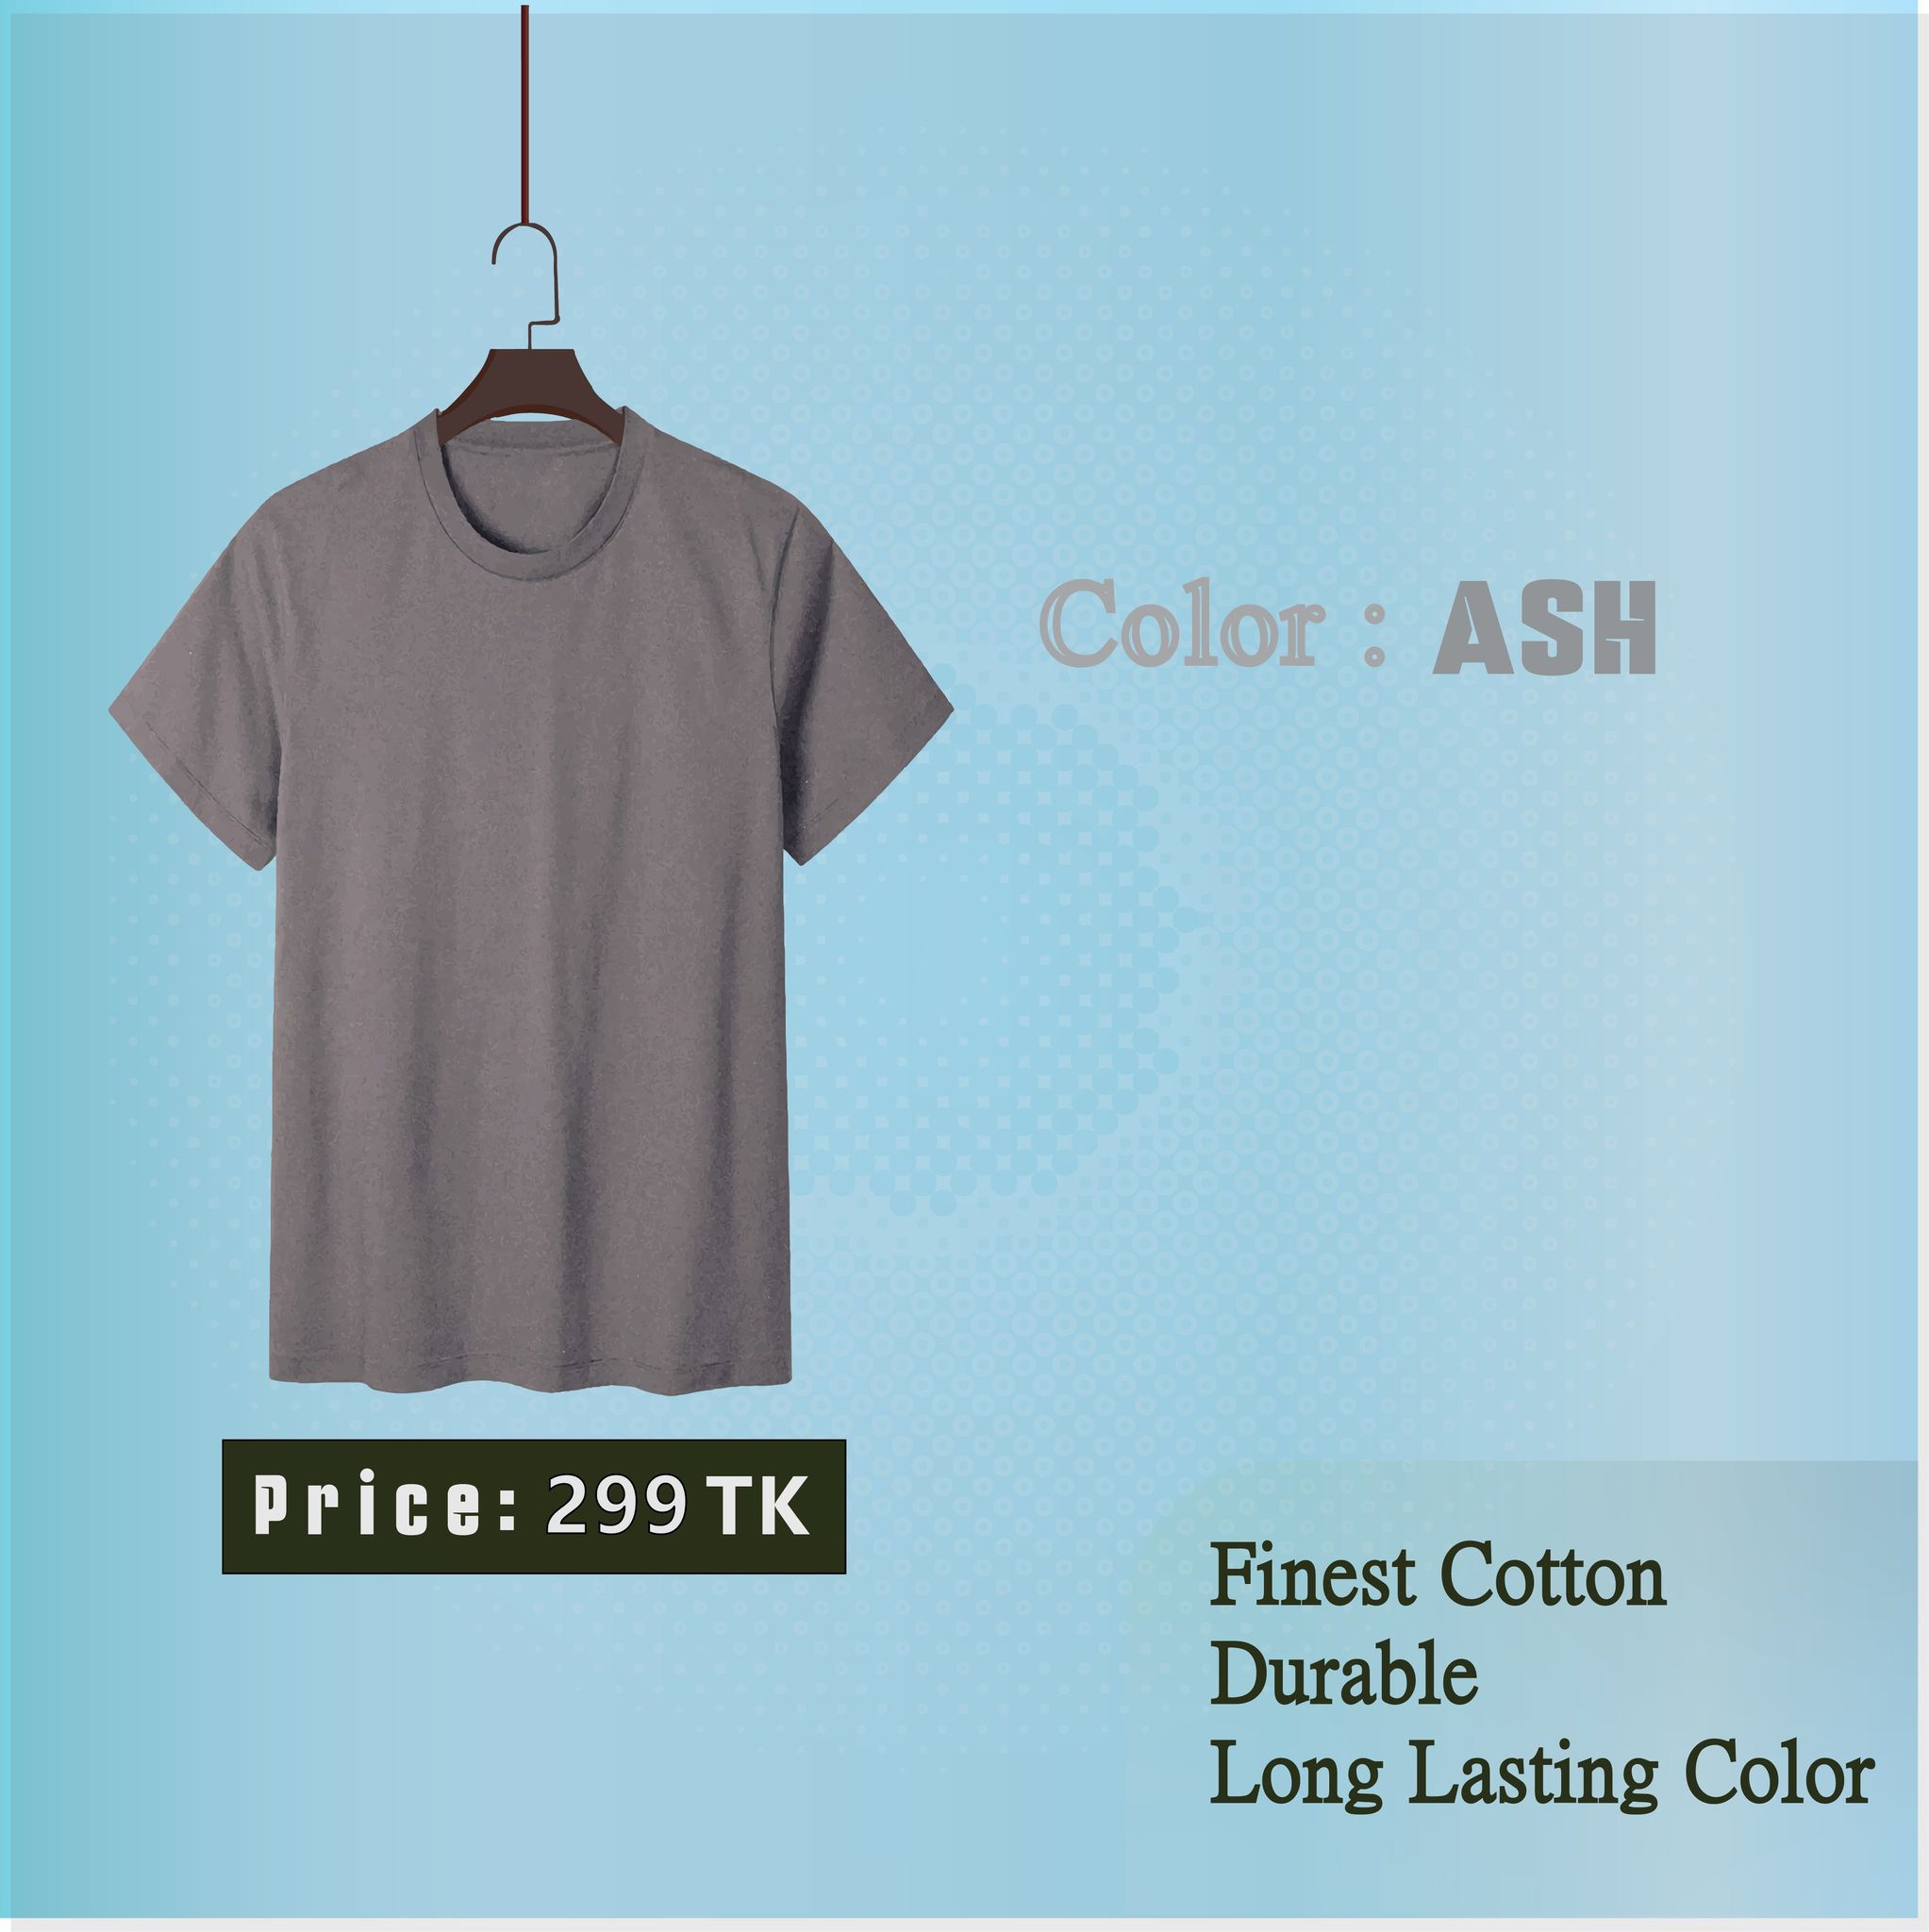 Color : ASH
Price: 299 TK
Finest Cotton
Durable
Long Lasting Color